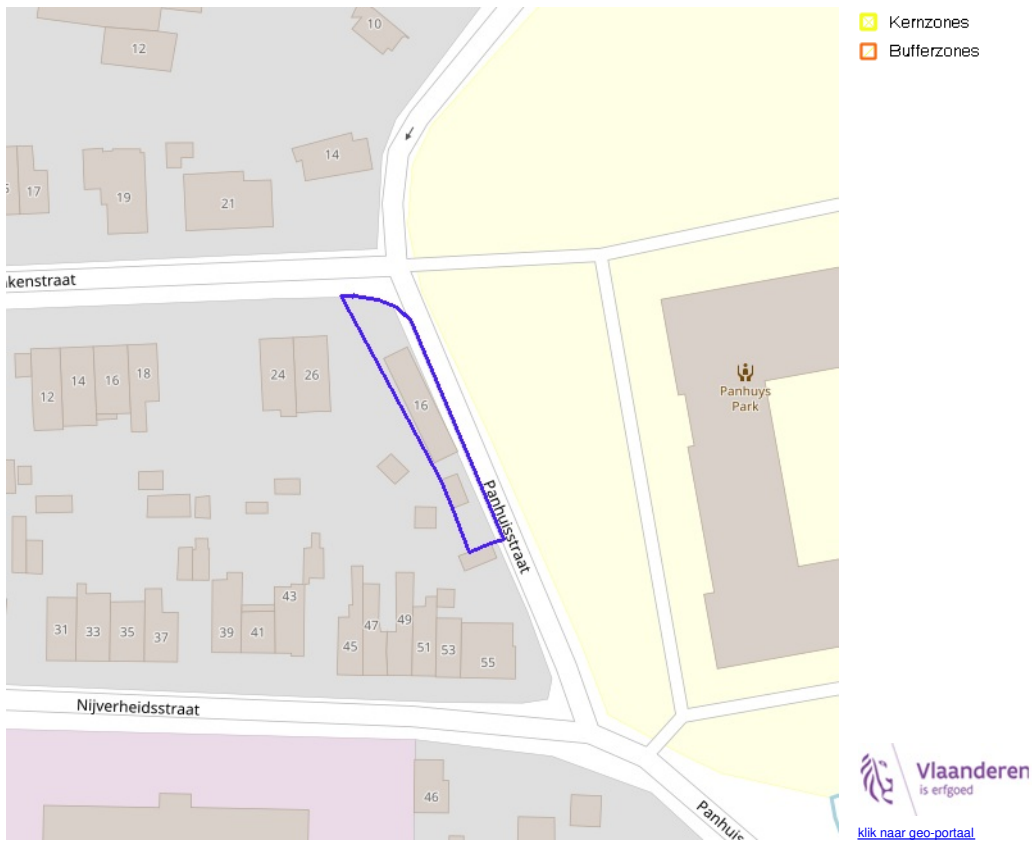 Kernzones
Bufferzones
10
12
14
5
17
19
21
kenstraat
12
14
16
18
24
26
16
Panhuys
Park
Panhuisstraat
31
33
35
37
39
41
43
45
47
49
51
53
55
Nijverheidsstraat
46
Panhuis
Vlaanderen
is erfgoed
klik naar geo-portaal